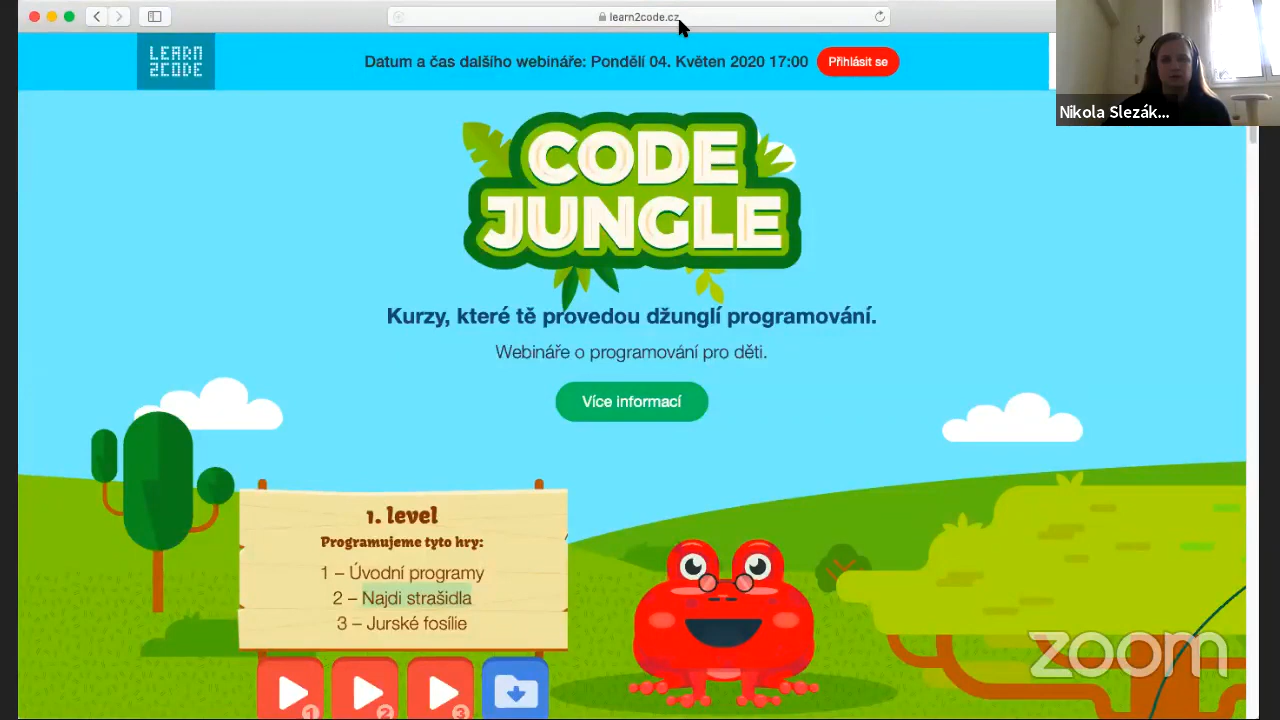 learn2code.cz
LEARN
2CODE
Datum a čas dalšího webináře: Pondělí 04. Květen 2020 17:00
Přihlásit se
Nikola Slezák...
CODE
JUNGLE
Kurzy, které tě provedou džunglí programování.
Webináře o programování pro děti.
Více informací
1. level
Programujeme tyto hry:
1 – Úvodní programy
2 – Najdi strašidla
3 – Jurské fosílie
zoom
1
2
3